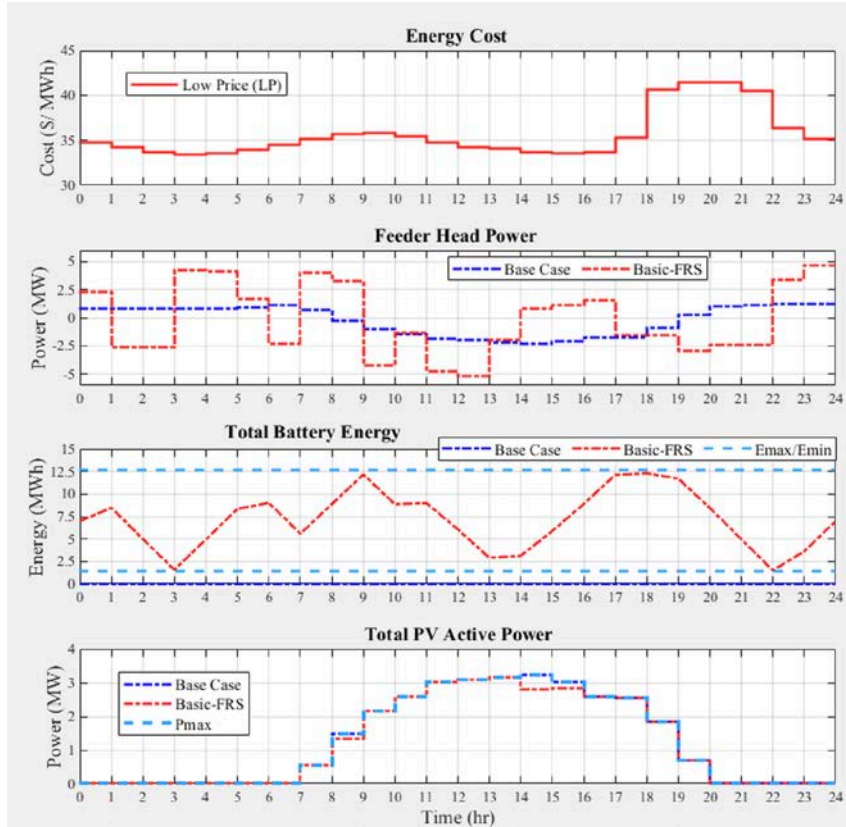 Energy Cost
Cost ($/ MWh)
45
40
35
30
Low Price (LP)
0 1 2 3 4 5 6 7 8 9 10 11 12 13 14 15 16 17 18 19 20 21 22 23 24
Feeder Head Power
Power (MW)
5
2.5
0
-2.5
-5
Base Case Basic-FRS
0 1 2 3 4 5 6 7 8 9 10 11 12 13 14 15 16 17 18 19 20 21 22 23 24
Total Battery Energy
Energy (MWh)
15
12.5
10
7.5
5
2.5
0
Base Case Basic-FRS Emax/Emin
0 1 2 3 4 5 6 7 8 9 10 11 12 13 14 15 16 17 18 19 20 21 22 23 24
Total PV Active Power
Power (MW)
4
3
2
1
0
Base Case
Basic-FRS
Pmax
0 1 2 3 4 5 6 7 8 9 10 11 12 13 14 15 16 17 18 19 20 21 22 23 24
Time (hr)